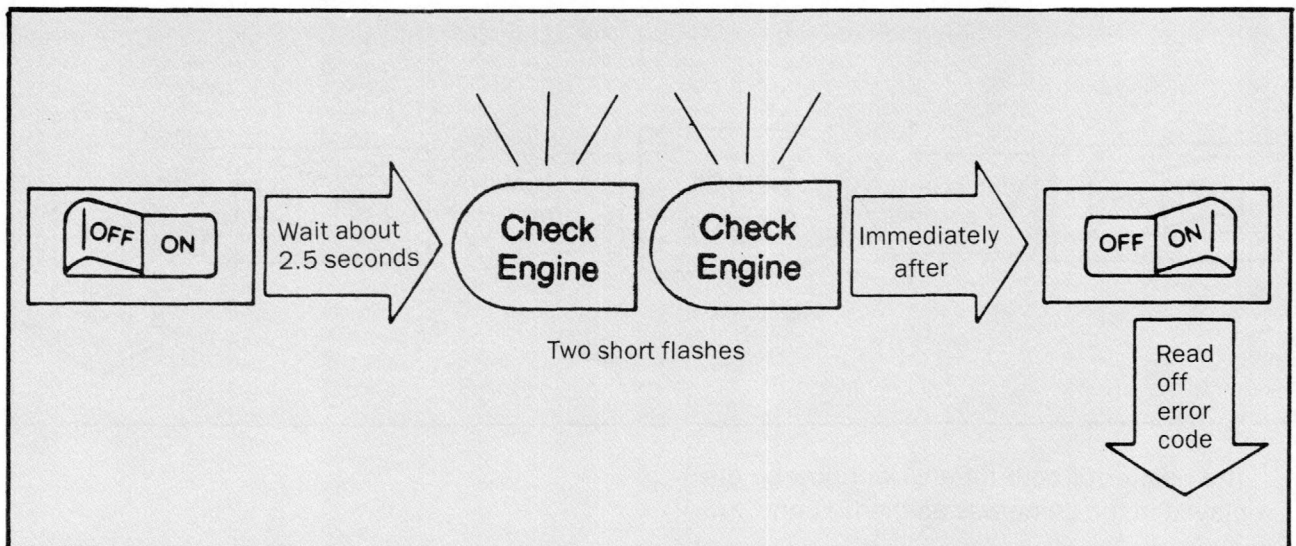 OFF ON
Wait about
2.5 seconds
Check
Engine
Check
Engine
Immediately
after
OFF ON
Two short flashes
Read
off
error
code